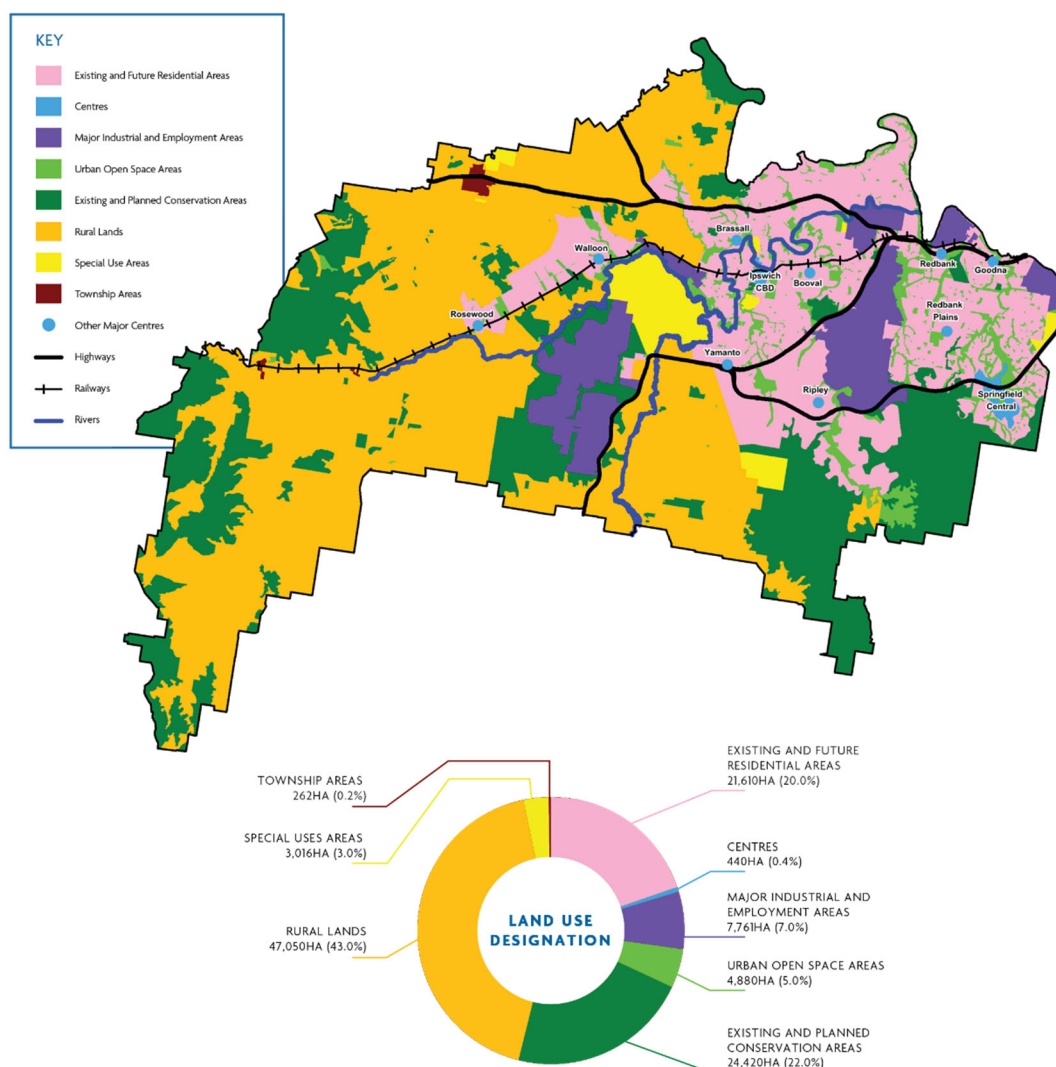 KEY
Existing and Future Residential Areas
Centres
Major Industrial and Employment Areas
Urban Open Space Areas
Existing and Planned Conservation Areas
Rural Lands
Special Use Areas
Township Areas
Other Major Centres
Highways
Railways
Rivers
Brassall
Walloon
Ipswich
CBD
Booval
Redbank
Goodna
Rosewood
Redbank
Plains
Yamanto
Ripley
Springfield
Central
EXISTING AND FUTURE
RESIDENTIAL AREAS
21,610HA (20.0%)
TOWNSHIP AREAS
262HA (0.2%)
SPECIAL USES AREAS
3,016HA (3.0%)
CENTRES
440HA (0.4%)
MAJOR INDUSTRIAL AND
EMPLOYMENT AREAS
7,761HA (7.0%)
LAND USE
DESIGNATION
RURAL LANDS
47,050HA (43.0%)
URBAN OPEN SPACE AREAS
4,880HA (5.0%)
EXISTING AND PLANNED
CONSERVATION AREAS
24,420HA (22.0%)